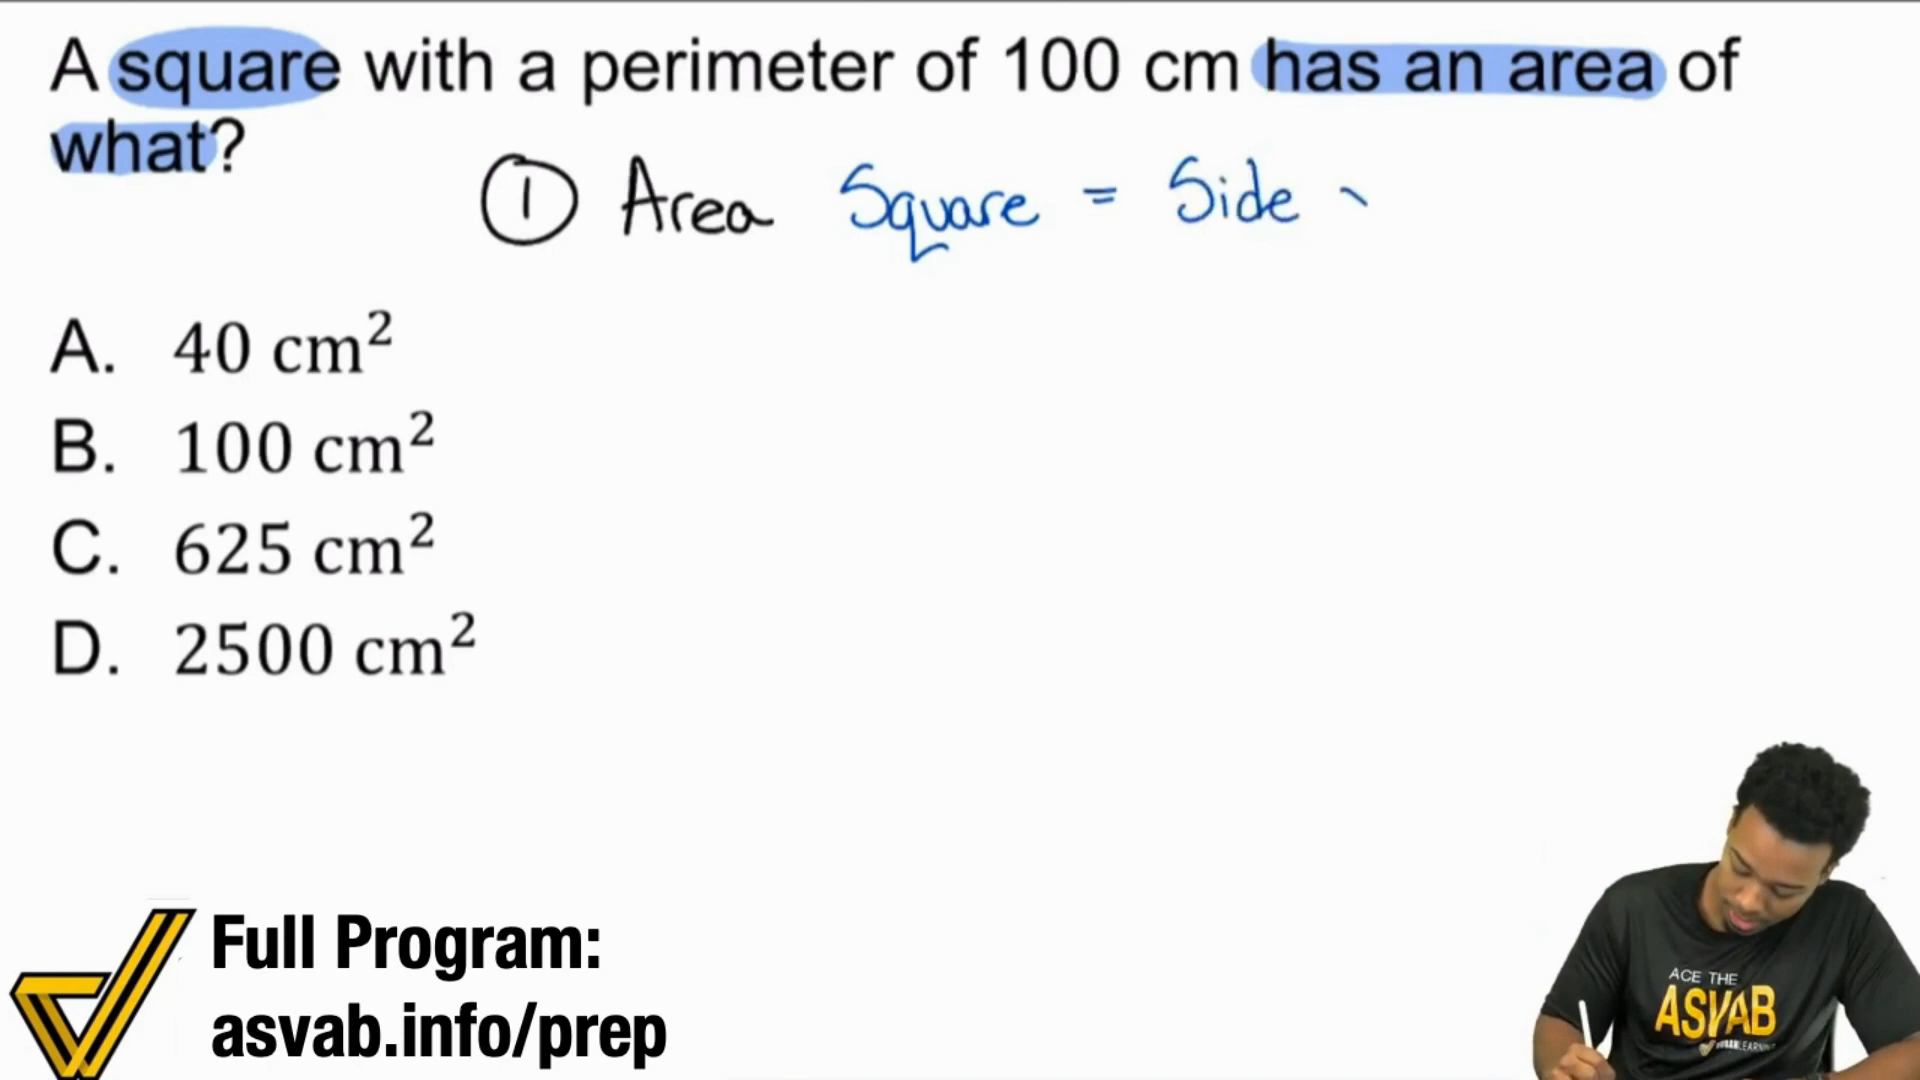 A square with a perimeter of 100 cm has an area of
what?
① Area Square = Side
A. 40 cm²
B. 100 cm²
C. 625 cm²
D. 2500 cm²
Full Program:
asvab.info/prep
ACE THE
ASVAB